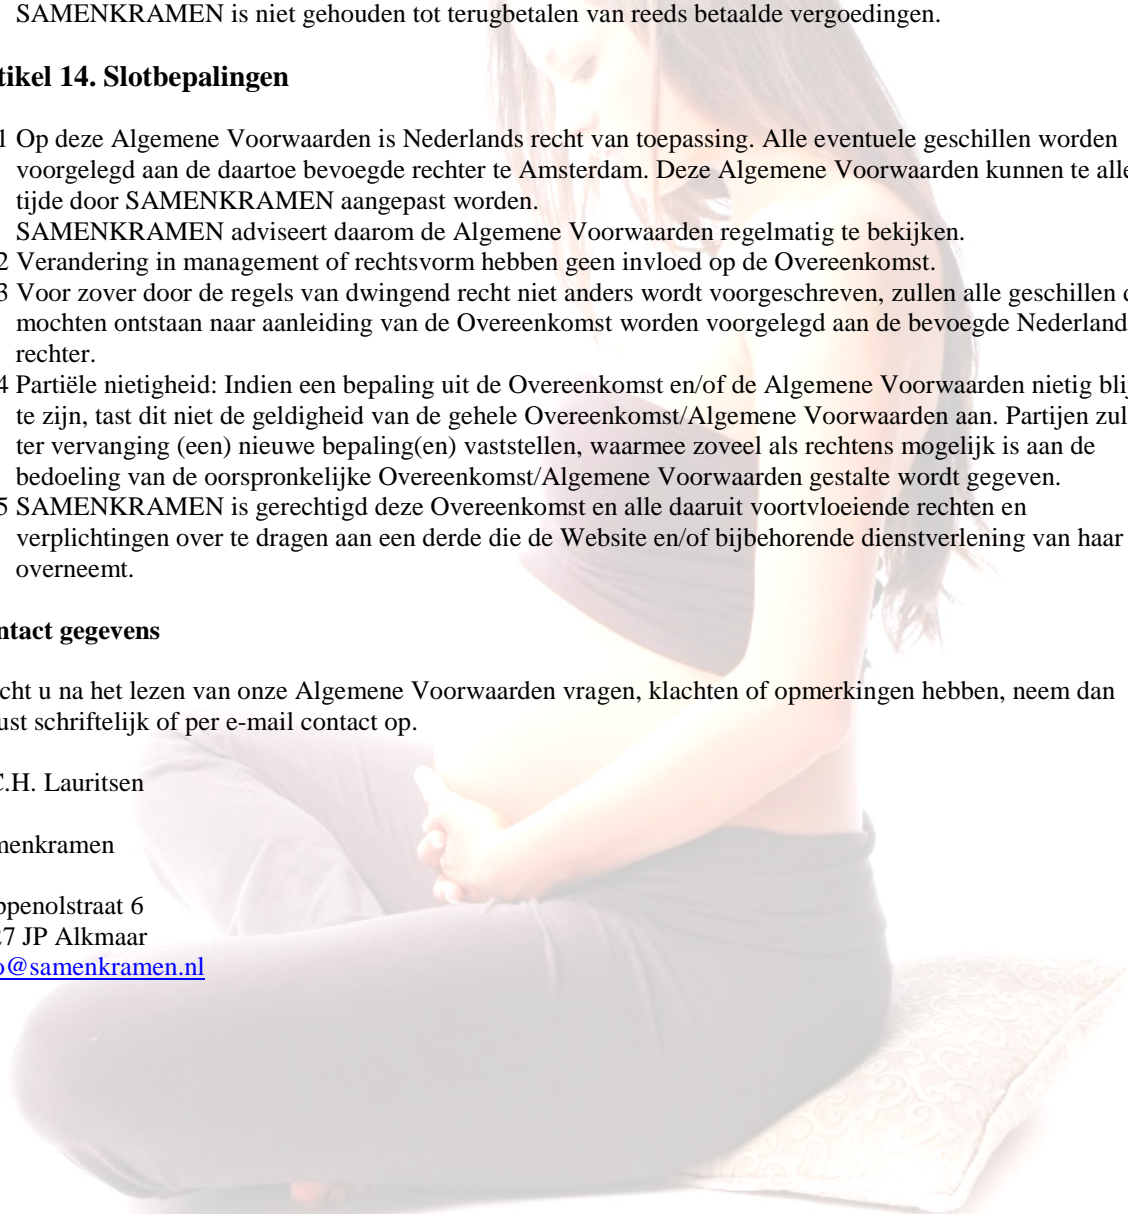 SAMENKRAMEN is niet gehouden tot terugbetalen van reeds betaalde vergoedingen.
tikel 14. Slotbepalingen
1 Op deze Algemene Voorwaarden is Nederlands recht van toepassing. Alle eventuele geschillen worden
voorgelegd aan de daartoe bevoegde rechter te Amsterdam. Deze Algemene Voorwaarden kunnen te alle
tijde door SAMENKRAMEN aangepast worden.
SAMENKRAMEN adviseert daarom de Algemene Voorwaarden regelmatig te bekijken.
2 Verandering in management of rechtsvorm hebben geen invloed op de Overeenkomst.
3 Voor zover door de regels van dwingend recht niet anders wordt voorgeschreven, zullen alle geschillen
mochten ontstaan naar aanleiding van de Overeenkomst worden voorgelegd aan de bevoegde Nederland
rechter.
4 Partiële nietigheid: Indien een bepaling uit de Overeenkomst en/of de Algemene Voorwaarden nietig blij
te zijn, tast dit niet de geldigheid van de gehele Overeenkomst/Algemene Voorwaarden aan. Partijen zul
ter vervanging (een) nieuwe bepaling(en) vaststellen, waarmee zoveel als rechtens mogelijk is aan de
bedoeling van de oorspronkelijke Overeenkomst/Algemene Voorwaarden gestalte wordt gegeven.
5 SAMENKRAMEN is gerechtigd deze Overeenkomst en alle daaruit voortvloeiende rechten en
verplichtingen over te dragen aan een derde die de Website en/of bijbehorende dienstverlening van haar
overneemt.
ntact gegevens
cht u na het lezen van onze Algemene Voorwaarden vragen, klachten of opmerkingen hebben, neem dan
ust schriftelijk of per e-mail contact op.
C.H. Lauritsen
menkramen
ppenolstraat 6
27 JP Alkmaar
o@samenkramen.nl